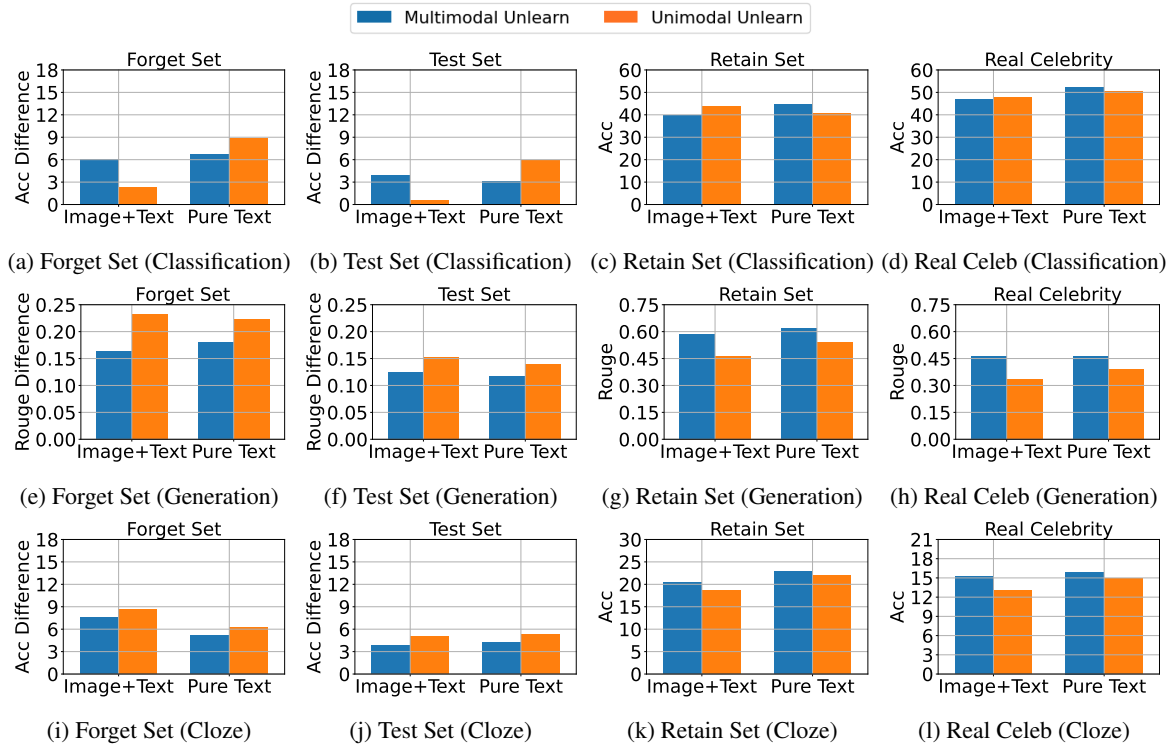 Multimodal Unlearn Unimodal Unlearn
Forget Set Test Set Retain Set Real Celebrity
18 18 60 60
15 15 50 50
12 12 40 40
9 9 30 30
6 6 20 20
3 3 10 10
0 0 0 0
Acc Difference Acc Difference Acc Acc
Image+Text Pure Text Image+Text Pure Text Image+Text Pure Text Image+Text Pure Text
(a) Forget Set (Classification) (b) Test Set (Classification) (c) Retain Set (Classification) (d) Real Celeb (Classification)
Forget Set Test Set Retain Set Real Celebrity
0.25 0.25 0.75 0.75
0.20 0.20 0.60 0.60
0.15 0.15 0.45 0.45
0.10 0.10 0.30 0.30
0.05 0.05 0.15 0.15
0.00 0.00 0.00 0.00
Rouge Difference Rouge Difference Rouge Rouge
Image+Text Pure Text Image+Text Pure Text Image+Text Pure Text Image+Text Pure Text
(e) Forget Set (Generation) (f) Test Set (Generation) (g) Retain Set (Generation) (h) Real Celeb (Generation)
Forget Set Test Set Retain Set Real Celebrity
18 18 30 21
15 15 25 18
12 12 20 15
9 9 15 12
6 6 10 9
3 3 5 6
0 0 0 3
0
Acc Difference Acc Difference Acc Acc
Image+Text Pure Text Image+Text Pure Text Image+Text Pure Text Image+Text Pure Text
(i) Forget Set (Cloze) (j) Test Set (Cloze) (k) Retain Set (Cloze) (l) Real Celeb (Cloze)